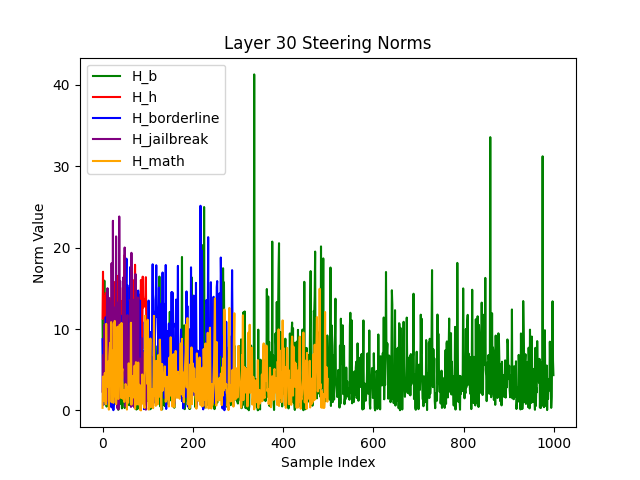 Layer 30 Steering Norms
H_b
H_h
H_borderline
H_jailbreak
H_math
Norm Value
40
30
20
10
0
0 200 400 600 800 1000
Sample Index